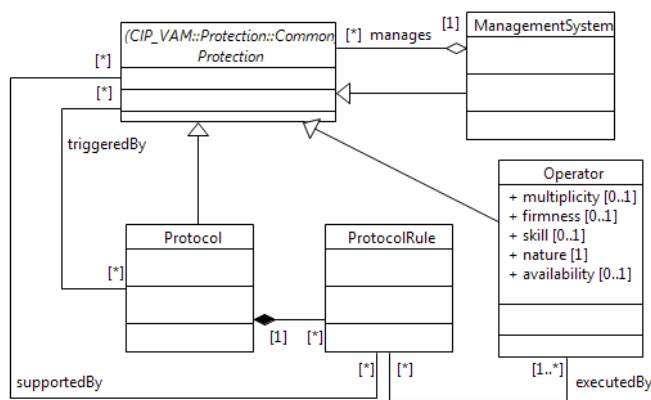 (CIP_VAM::Protection::Common)
Protection
[*] manages [1]
ManagementSystem
[*]
[*]
triggeredBy
[*]
Protocol
ProtocolRule
[1] [*]
Operator
+ multiplicity [0..1]
+ firmness [0..1]
+ skill [0..1]
+ nature [1]
+ availability [0..1]
supportedBy
[*] [*]
[1..*] executedBy